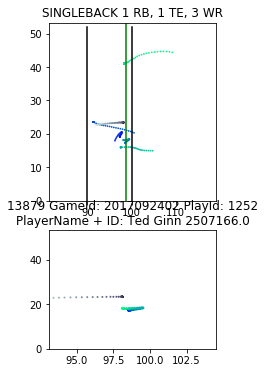 SINGLEBACK 1 RB, 1 TE, 3 WR
50
40
30
20
10
0
90 100 110
13879 GameId: 2017092402 PlayId: 1252
PlayerName + ID: Ted Ginn 2507166.0
40
20
0
95.0 97.5 100.0 102.5